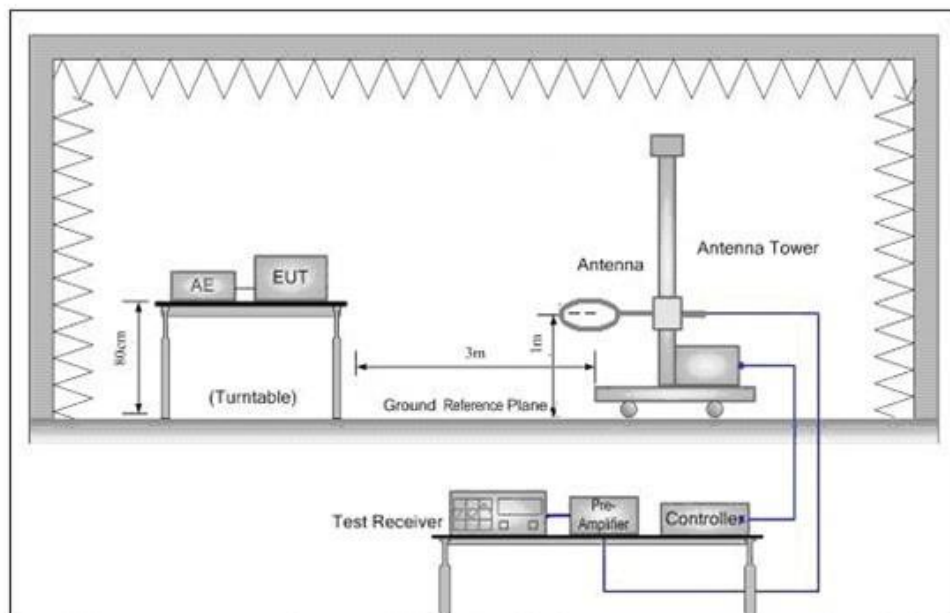 Antenna Tower
Antenna
EUT
AE
80cm
1m
3m
(Turntable)
Ground Reference Plane
Test Receiver
Pre-
Amplifier
Controller